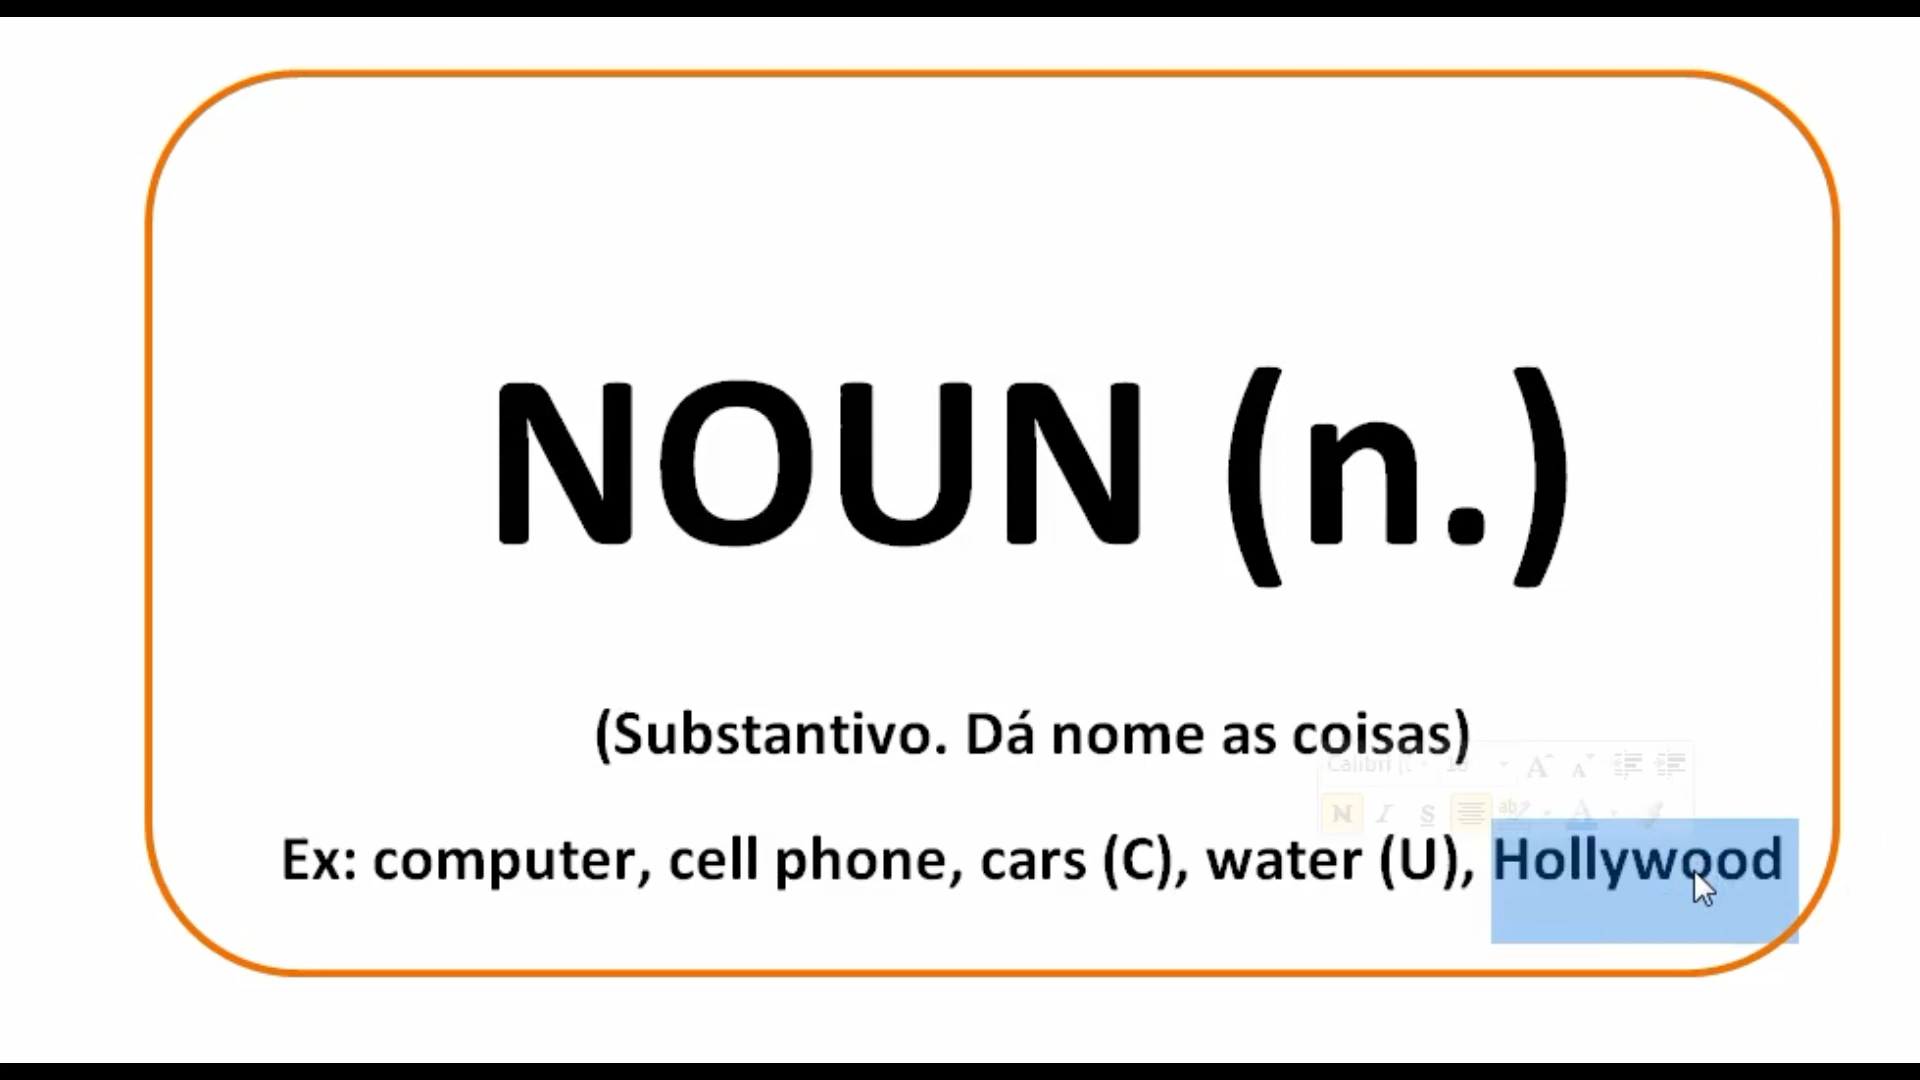 NOUN (n.)
(Substantivo. Dá nome as coisas)
Ex: computer, cell phone, cars (C), water (U), Hollywood